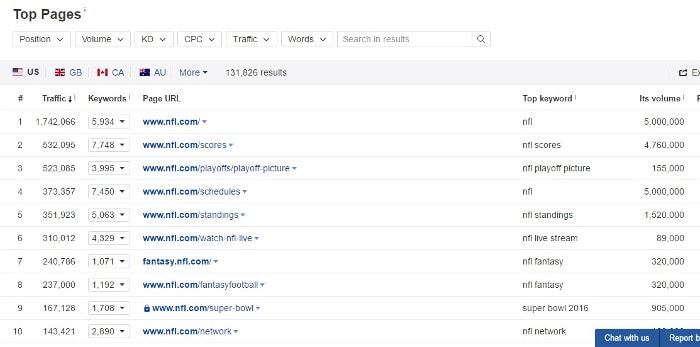 Top Pages i
Position Volume KD CPC Traffic Words Search in results
US GB CA AU More 131,826 results Ex
# Traffic ↓ i Keywords i Page URL Top keyword i Its volume i
1 1,742,066 5,934 www.nfl.com/ nfl 5,000,000
2 532,095 7,748 www.nfl.com/scores nfl scores 4,760,000
3 523,085 3,995 www.nfl.com/playoffs/playoff-picture nfl playoff picture 155,000
4 373,357 7,450 www.nfl.com/schedules nfl 5,000,000
5 351,923 5,063 www.nfl.com/standings nfl standings 1,520,000
6 310,012 4,329 www.nfl.com/watch-nfl-live nfl live stream 89,000
7 240,786 1,071 fantasy.nfl.com/ nfl fantasy 320,000
8 237,000 1,192 www.nfl.com/fantasyfootball nfl fantasy 320,000
9 167,128 1,708 www.nfl.com/super-bowl super bowl 2016 905,000
10 143,421 2,890 www.nfl.com/network nfl network
Chat with us Report b